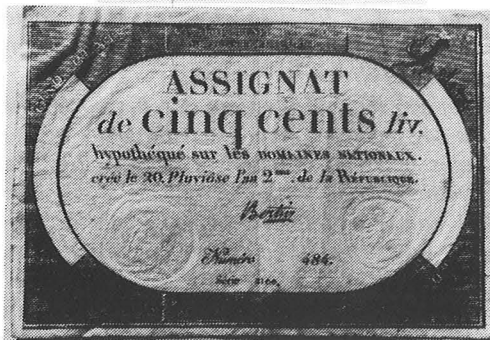 ASSIGNAT
de cinq cents liv.
hypothéqué sur les DOMAINES NATIONAUX.
créé le 20. Pluviôse l'an 2me. de la RÉPUBLIQUE.
Numéro 484.
Série